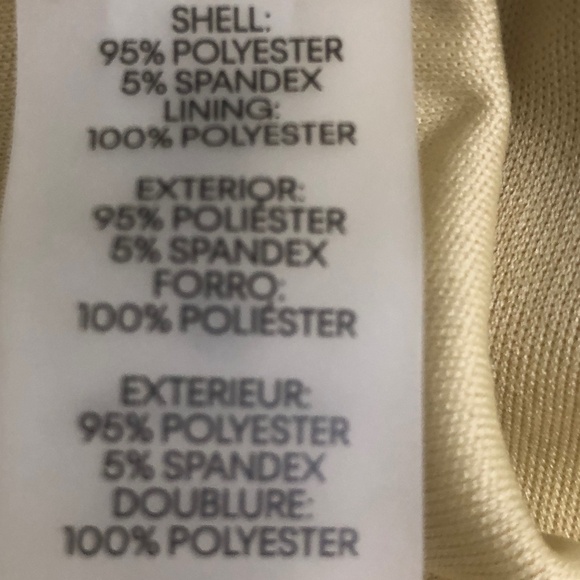 SHELL:
95% POLYESTER
5% SPANDEX
LINING:
100% POLYESTER
EXTERIOR:
95% POLIÉSTER
5% SPANDEX
FORRO:
100% POLIÉSTER
EXTERIEUR:
95% POLYESTER
5% SPANDEX
DOUBLURE:
100% POLYESTER